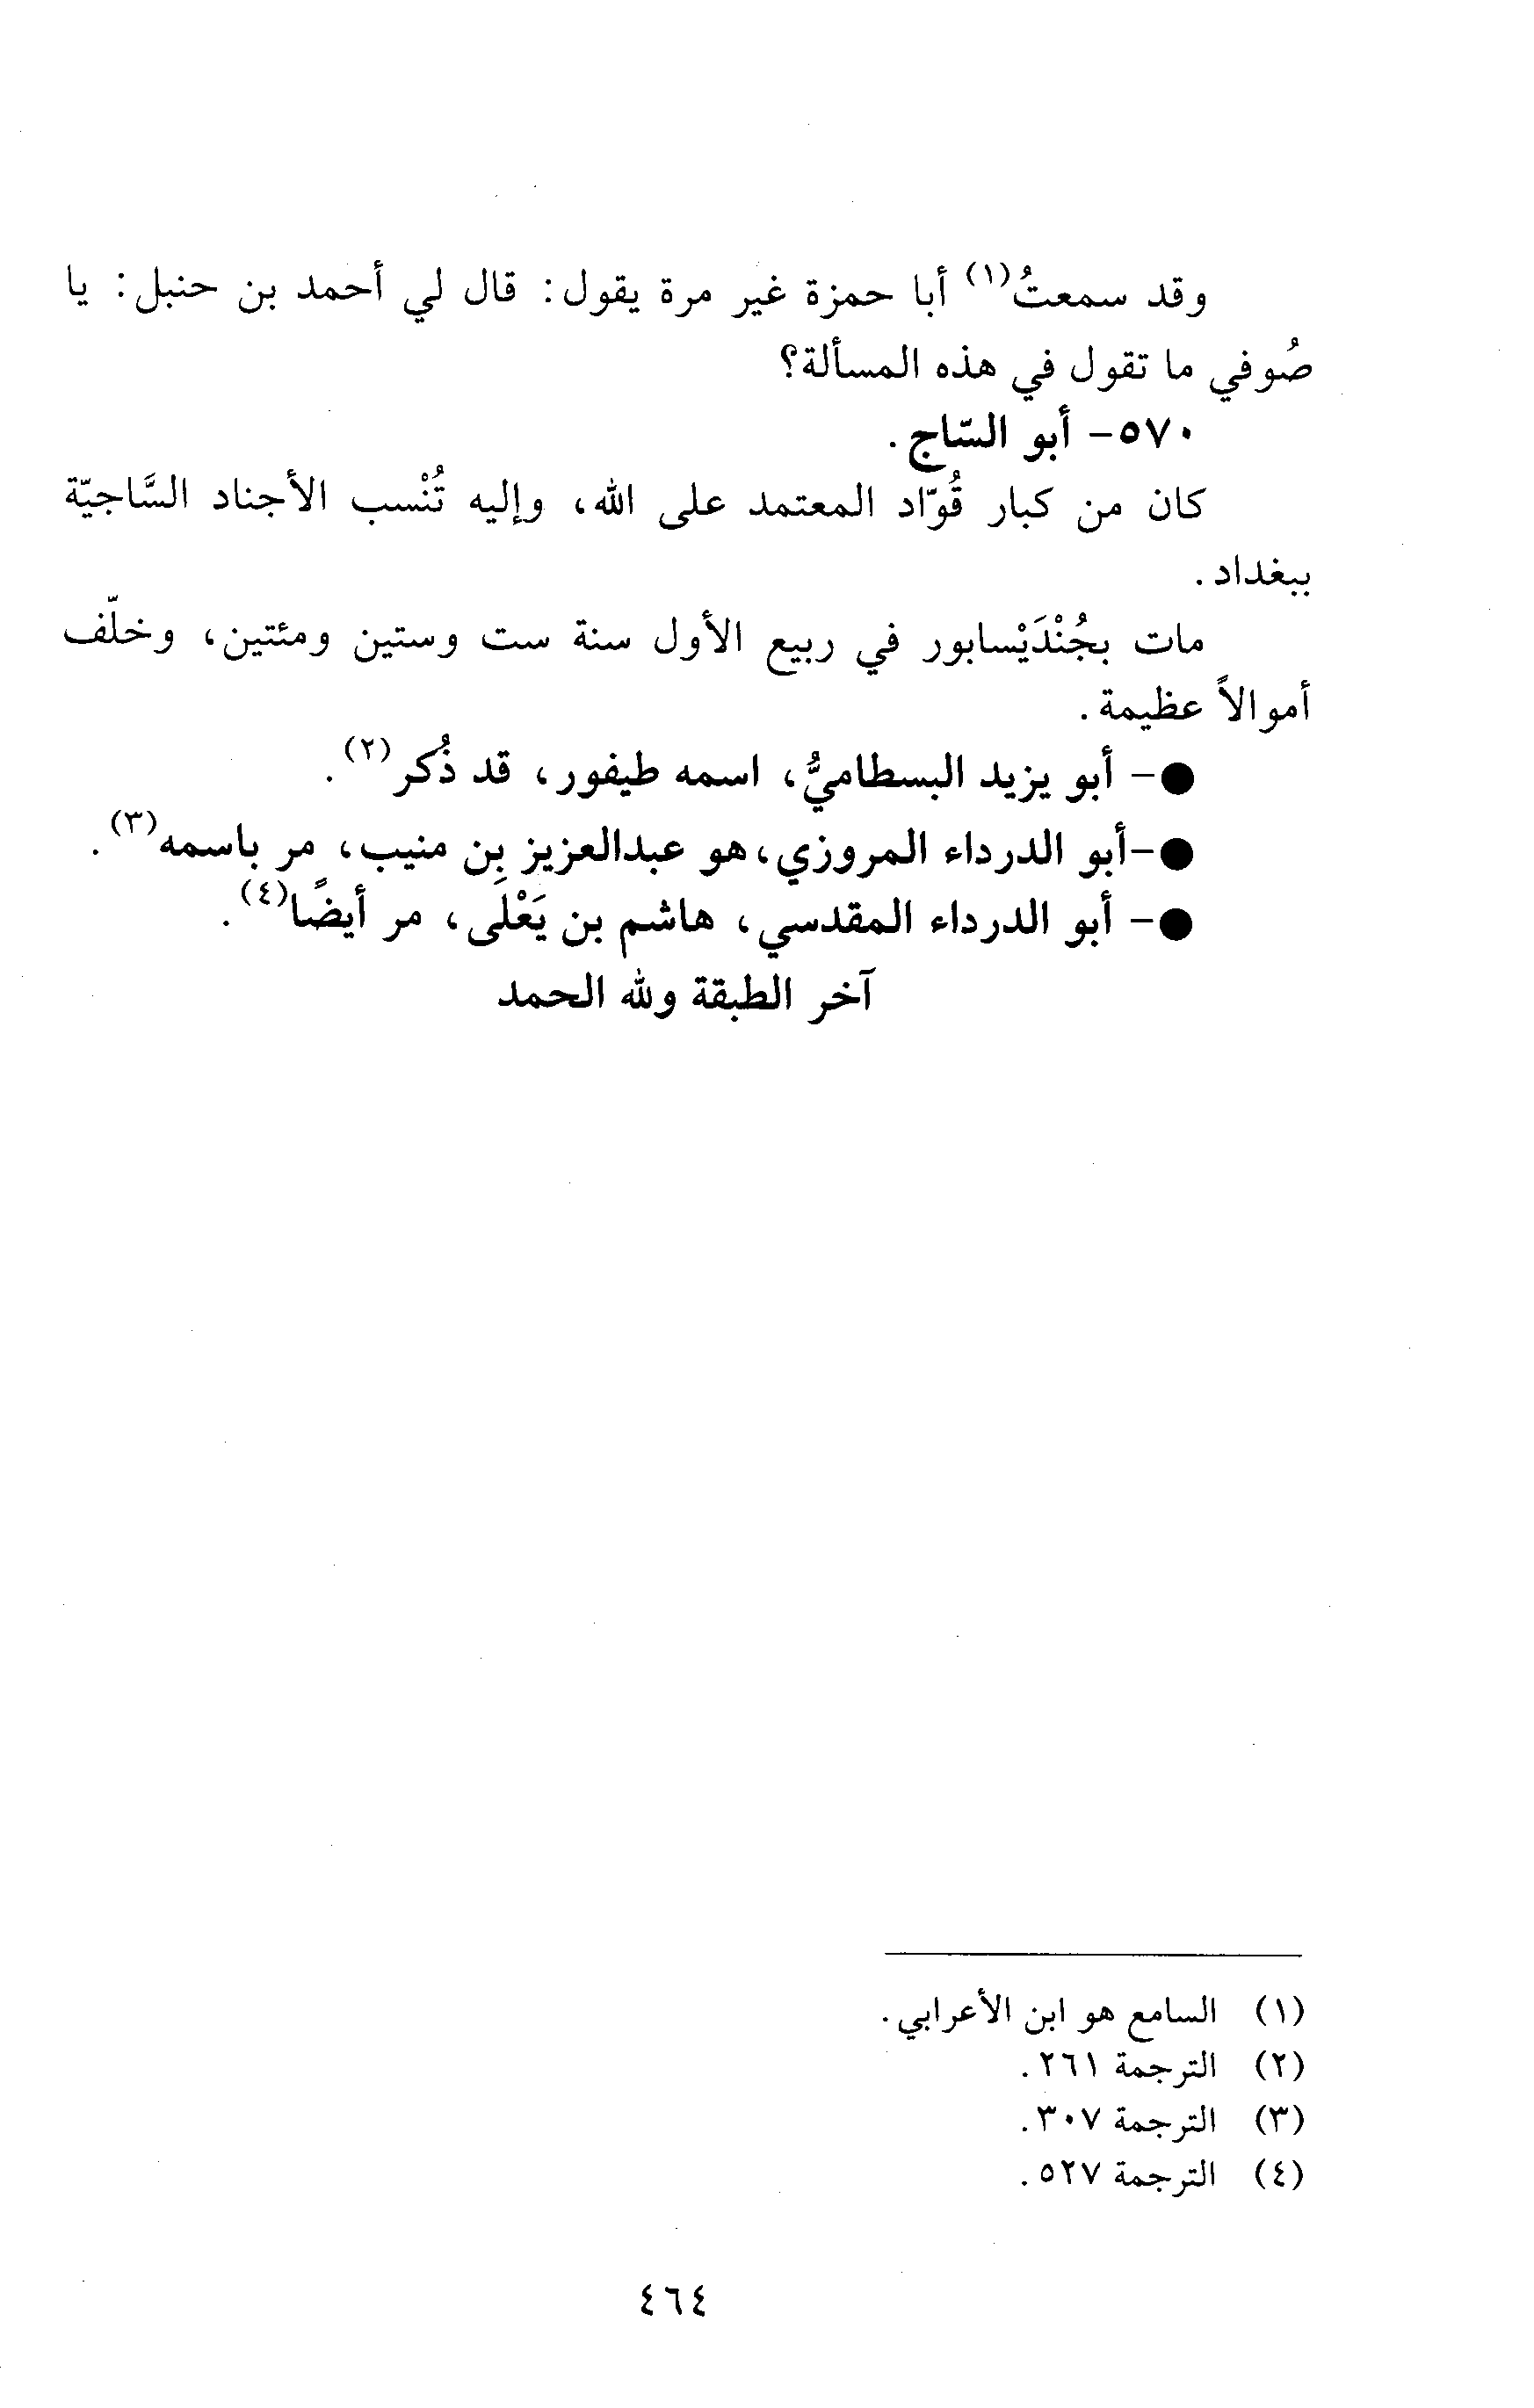 وقد سمعتُ(١) أبا حمزة غير مرة يقول: قال لي أحمد بن حنبل: يا
صُوفي ما تقول في هذه المسألة؟
٥٧٠- أبو السّاج.
كان من كبار قُوّاد المعتمد على الله، وإليه تُنْسب الأجناد السَّاجيّة
ببغداد.
مات بجُنْدَيْسابور في ربيع الأول سنة ست وستين ومئتين، وخلّف
أموالاً عظيمة.
●- أبو يزيد البسطاميُّ، اسمه طيفور، قد ذُكر(٢).
●-أبو الدرداء المروزي، هو عبدالعزيز بن منيب، مر باسمه(٣).
●- أبو الدرداء المقدسي، هاشم بن يَعْلَى، مر أيضًا(٤).
آخر الطبقة ولله الحمد
(١) السامع هو ابن الأعرابي.
(٢) الترجمة ٢٦١.
(٣) الترجمة ٣٠٧.
(٤) الترجمة ٥٢٧.
٤٦٤